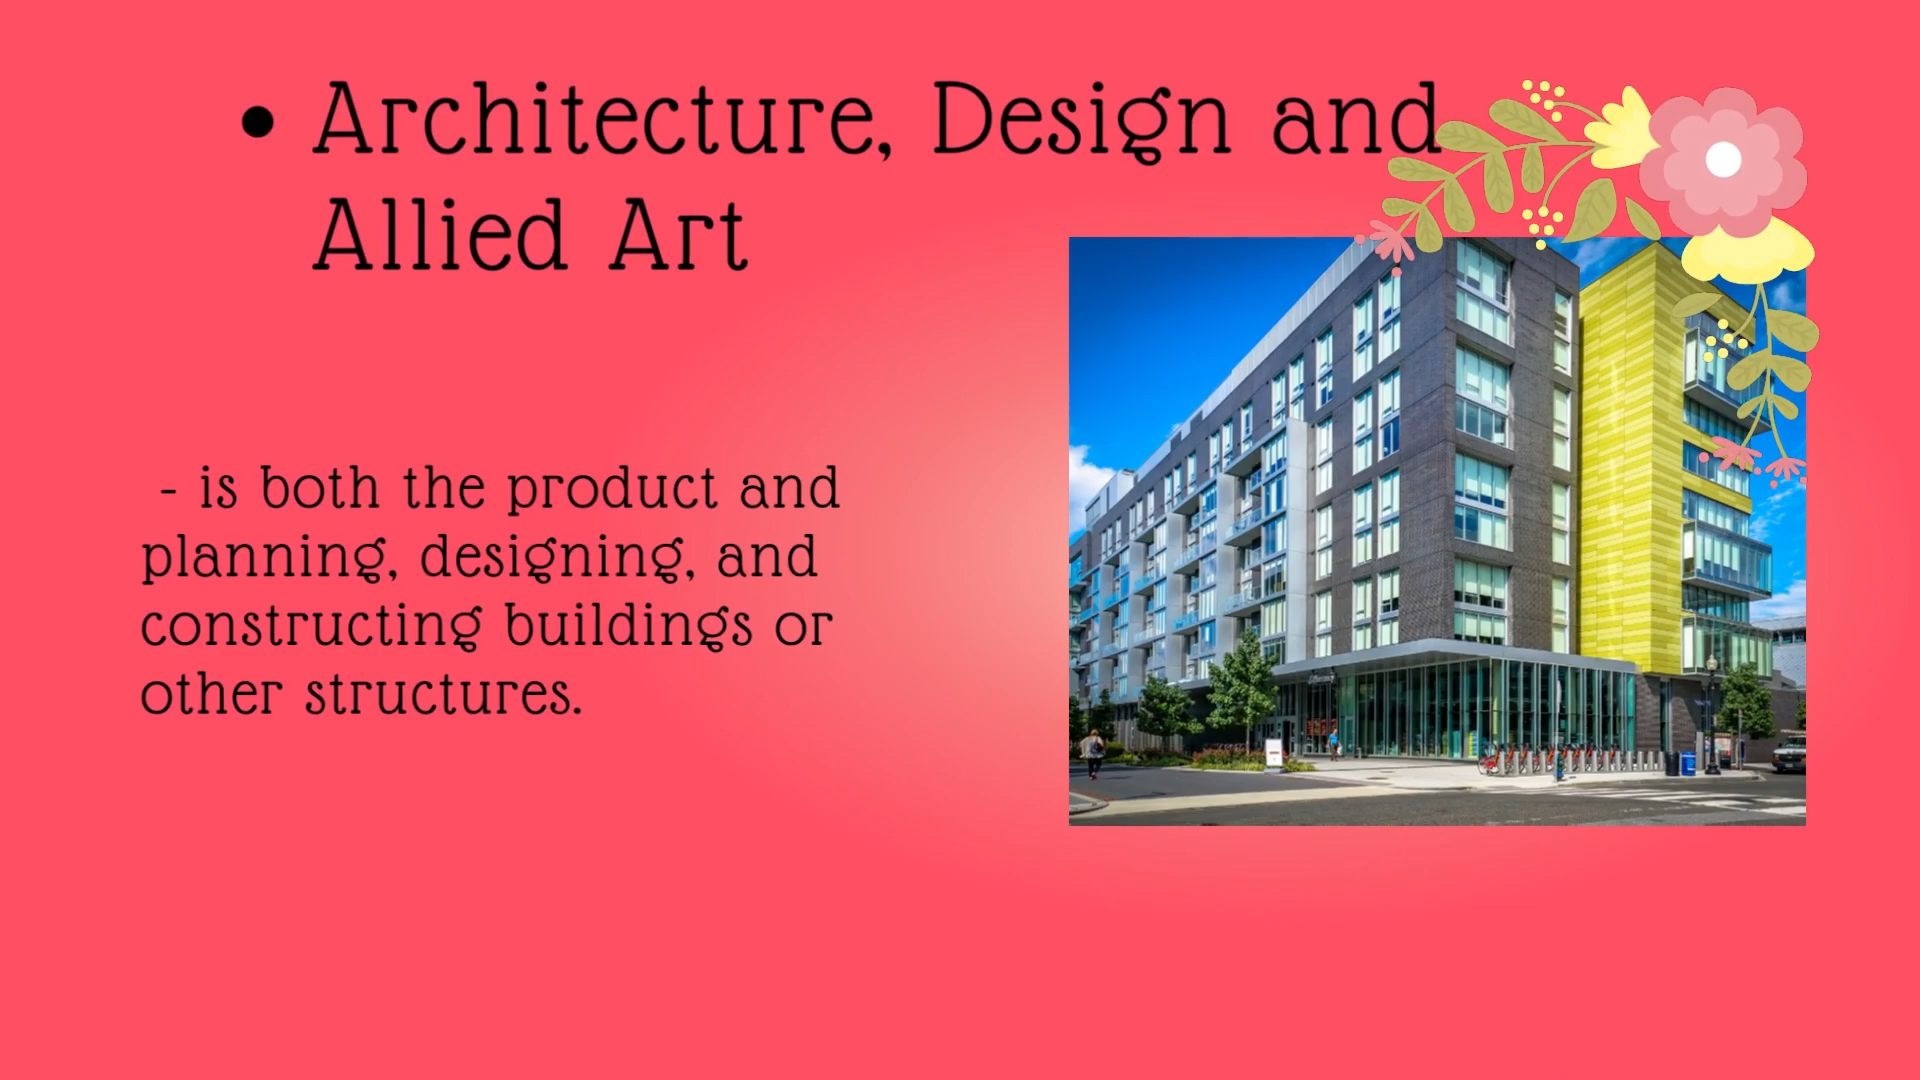 • Architecture, Design and
Allied Art
- is both the product and
planning, designing, and
constructing buildings or
other structures.